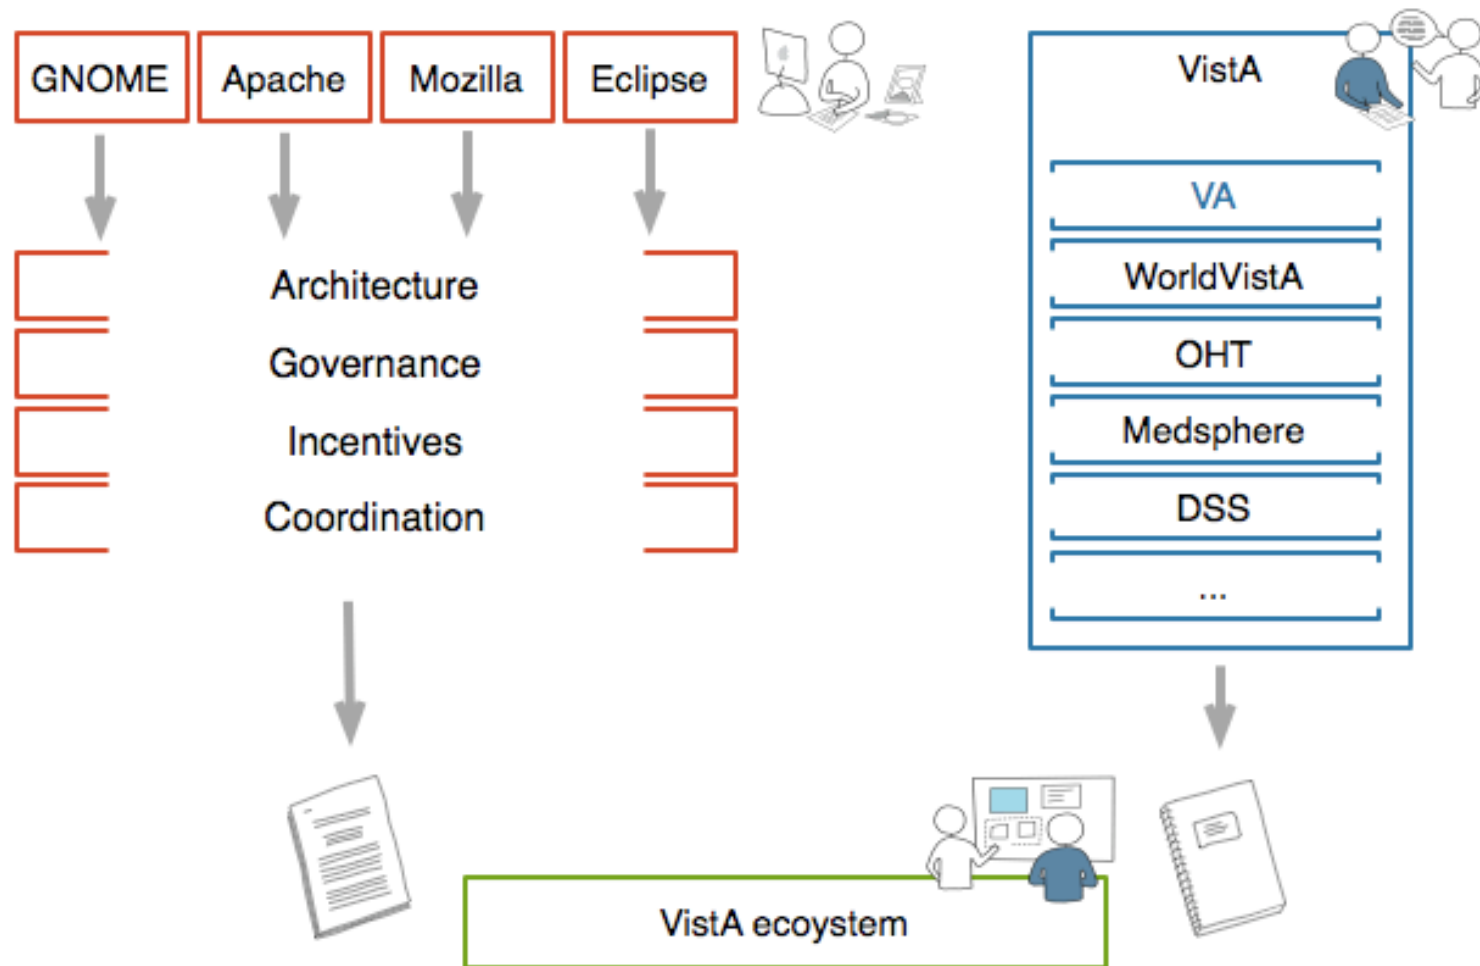 GNOME
Apache
Mozilla
Eclipse
Architecture
Governance
Incentives
Coordination
VistA
VA
WorldVistA
OHT
Medsphere
DSS
...
VistA ecoystem